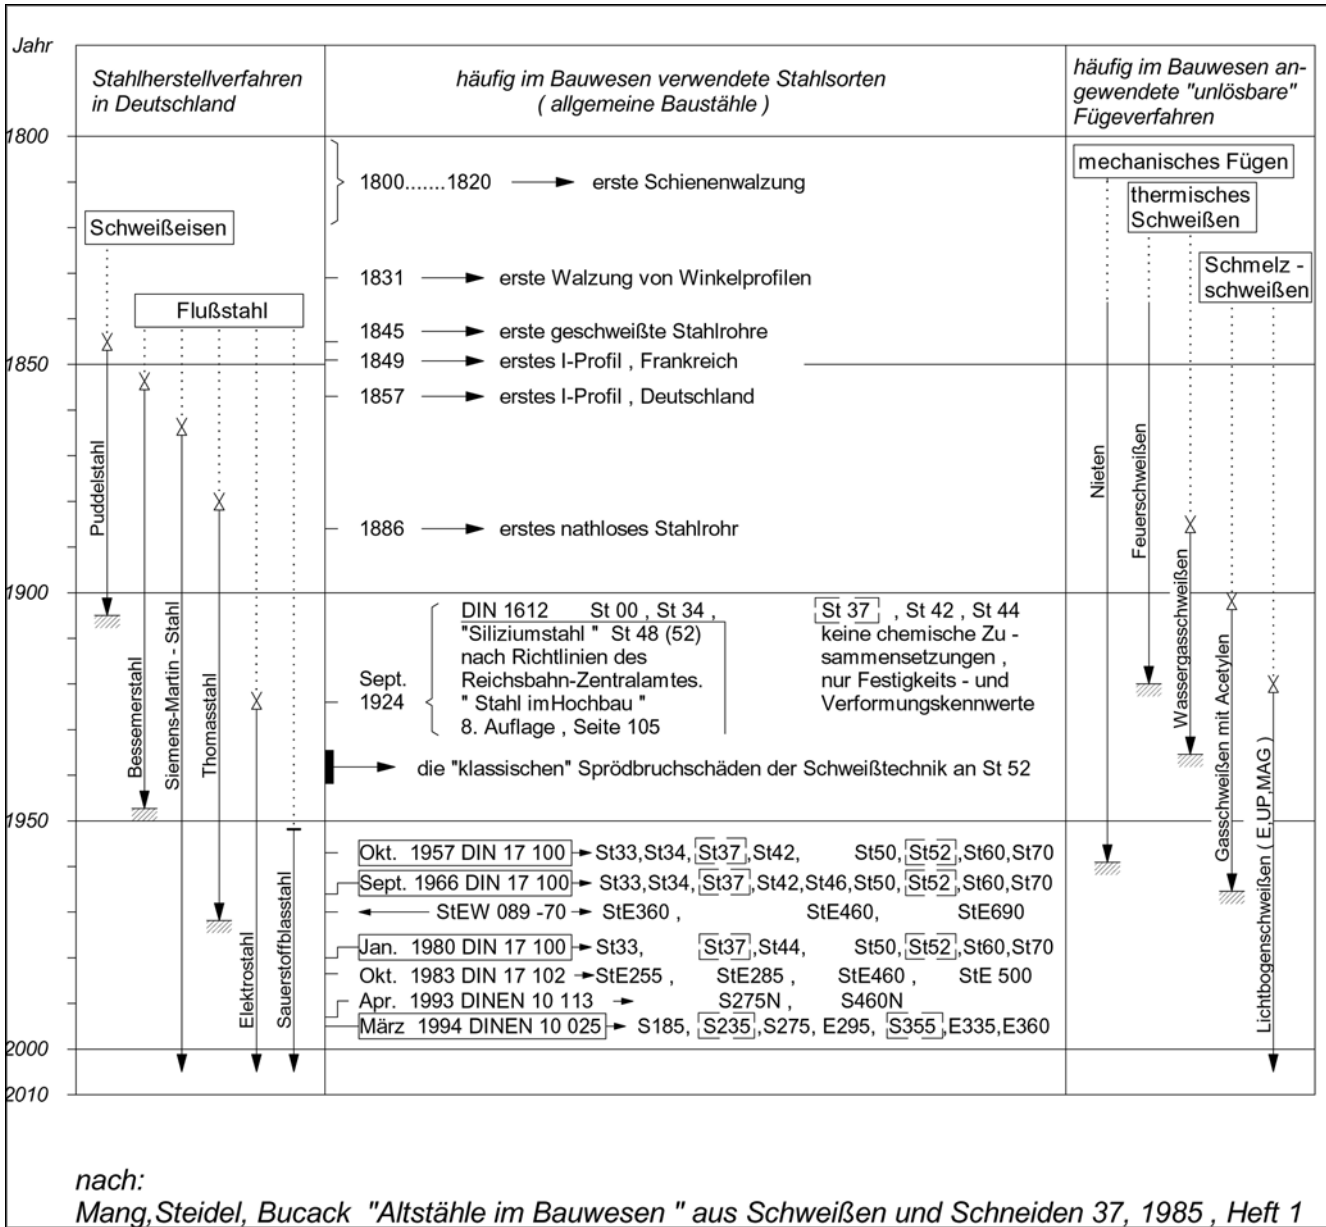 Jahr
Stahlherstellverfahren
in Deutschland
häufig im Bauwesen verwendete Stahlsorten
( allgemeine Baustähle )
häufig im Bauwesen an-
gewendete "unlösbare"
Fügeverfahren
1800
1850
1900
1950
2000
2010
Schweißeisen
Flußstahl
Puddelstahl
Bessemerstahl
Siemens-Martin - Stahl
Thomasstahl
Elektrostahl
Sauerstoffblasstahl
1800.......1820 erste Schienenwalzung
1831 erste Walzung von Winkelprofilen
1845 erste geschweißte Stahlrohre
1849 erstes I-Profil , Frankreich
1857 erstes I-Profil , Deutschland
1886 erstes nathloses Stahlrohr
Sept.
1924
DIN 1612 St 00 , St 34 , St 37 , St 42 , St 44
"Siliziumstahl " St 48 (52)
nach Richtlinien des
Reichsbahn-Zentralamtes.
" Stahl imHochbau "
8. Auflage , Seite 105
keine chemische Zu -
sammensetzungen ,
nur Festigkeits - und
Verformungskennwerte
die "klassischen" Sprödbruchschäden der Schweißtechnik an St 52
Okt. 1957 DIN 17 100 St33,St34, St37 ,St42, St50, St52 ,St60,St70
Sept. 1966 DIN 17 100 St33,St34, St37 ,St42,St46,St50, St52 ,St60,St70
StEW 089 -70 StE360 , StE460, StE690
Jan. 1980 DIN 17 100 St33, St37 ,St44, St50, St52 ,St60,St70
Okt. 1983 DIN 17 102 StE255 , StE285 , StE460 , StE 500
Apr. 1993 DINEN 10 113 S275N , S460N
März 1994 DINEN 10 025 S185, S235 ,S275, E295, S355 ,E335,E360
mechanisches Fügen
thermisches
Schweißen
Schmelz -
schweißen
Nieten
Feuerschweißen
Wassergasschweißen
Gasschweißen mit Acetylen
Lichtbogenschweißen ( E,UP,MAG )
nach:
Mang,Steidel, Bucack "Altstähle im Bauwesen " aus Schweißen und Schneiden 37, 1985 , Heft 1